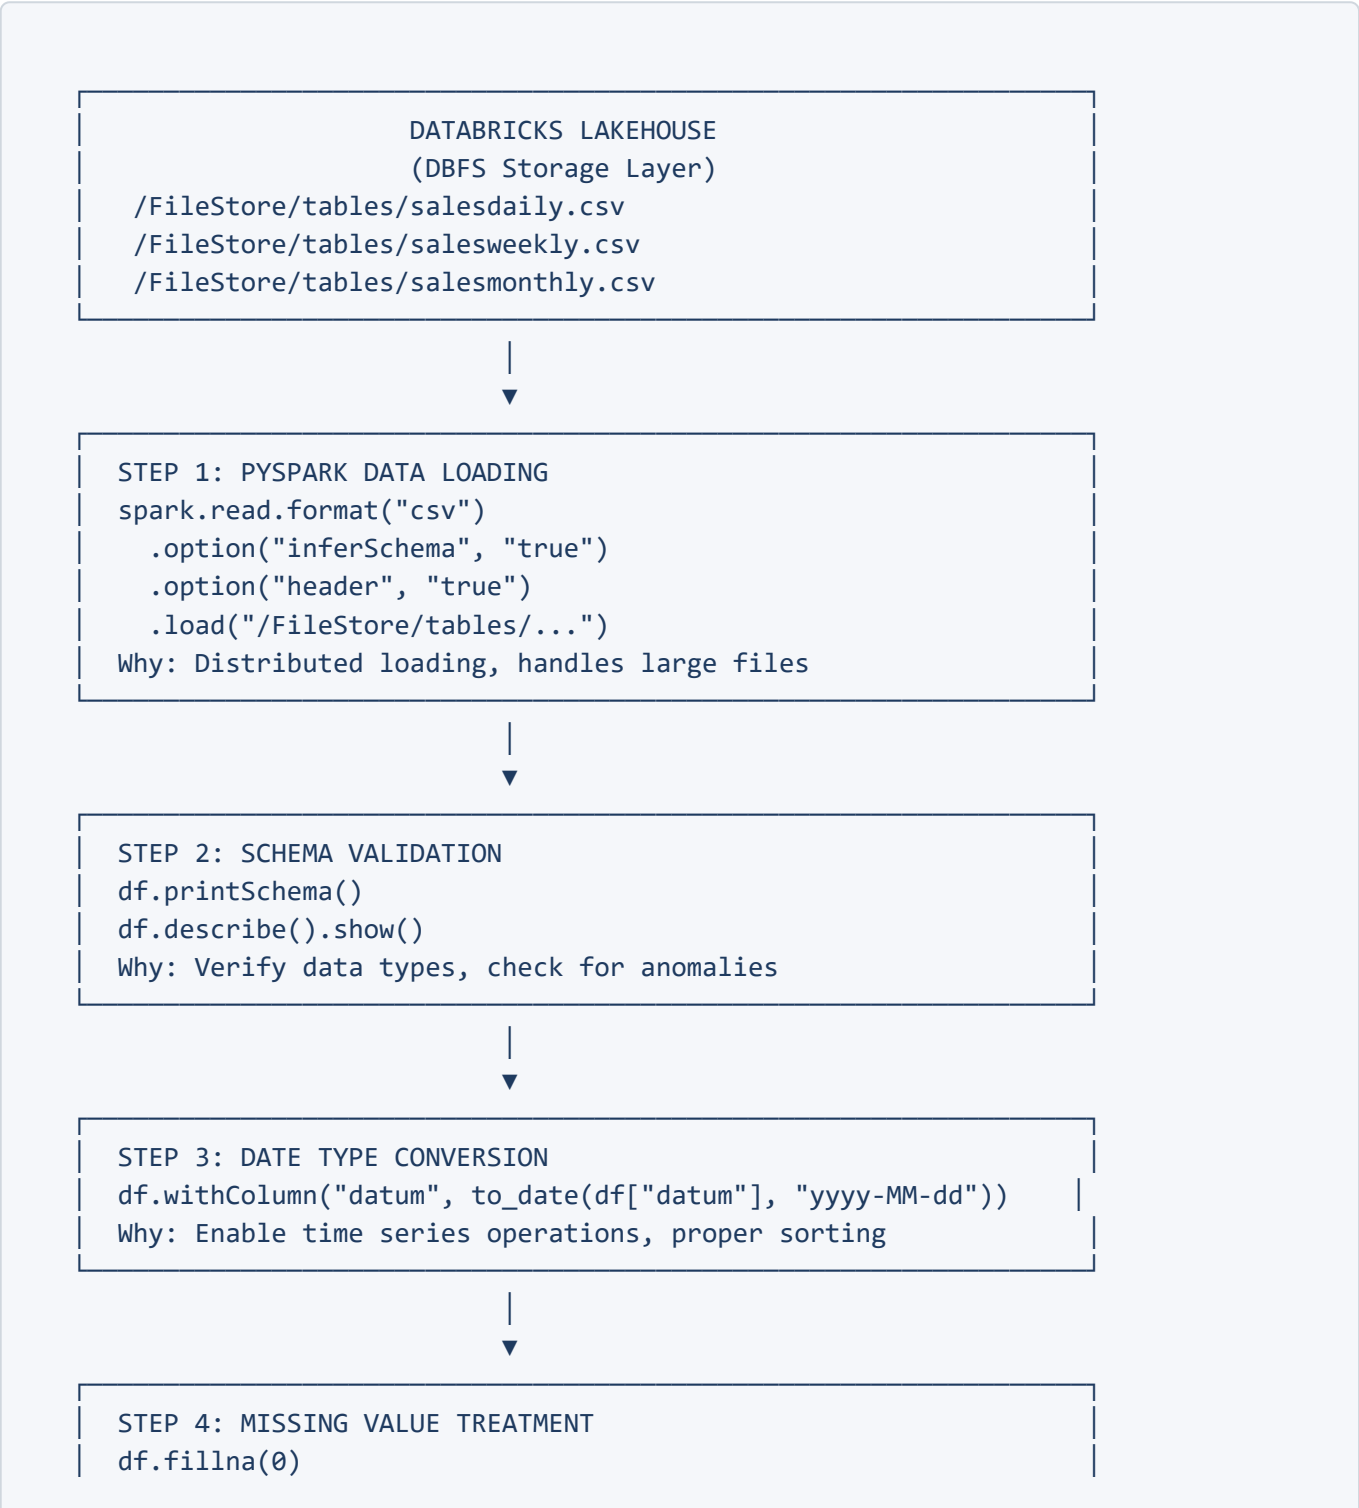 DATABRICKS LAKEHOUSE
(DBFS Storage Layer)
/FileStore/tables/salesdaily.csv
/FileStore/tables/salesweekly.csv
/FileStore/tables/salesmonthly.csv
STEP 1: PYSPARK DATA LOADING
spark.read.format("csv")
.option("inferSchema", "true")
.option("header", "true")
.load("/FileStore/tables/...")
Why: Distributed loading, handles large files
STEP 2: SCHEMA VALIDATION
df.printSchema()
df.describe().show()
Why: Verify data types, check for anomalies
STEP 3: DATE TYPE CONVERSION
df.withColumn("datum", to_date(df["datum"], "yyyy-MM-dd"))
Why: Enable time series operations, proper sorting
STEP 4: MISSING VALUE TREATMENT
df.fillna(0)